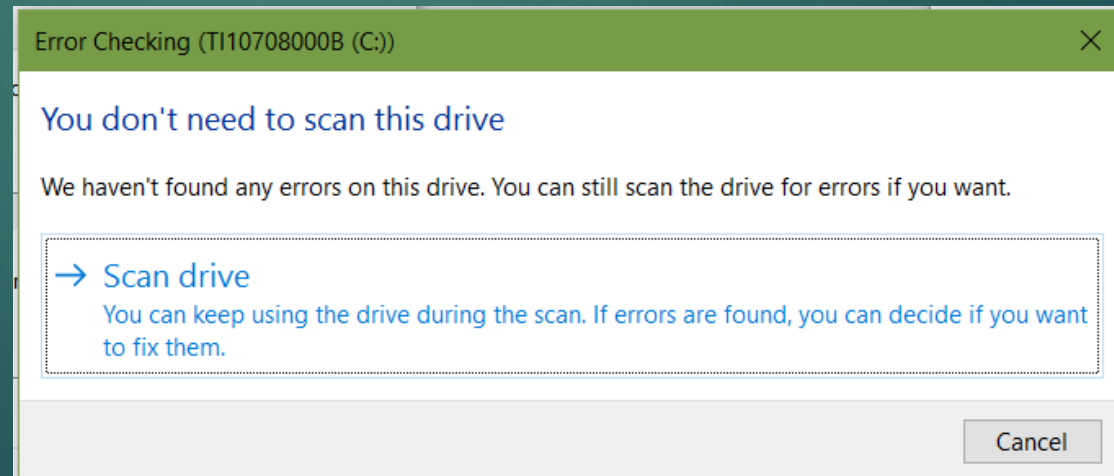 Error Checking (TI10708000B (C:))
You don't need to scan this drive
We haven't found any errors on this drive. You can still scan the drive for errors if you want.
→ Scan drive
You can keep using the drive during the scan. If errors are found, you can decide if you want
to fix them.
Cancel